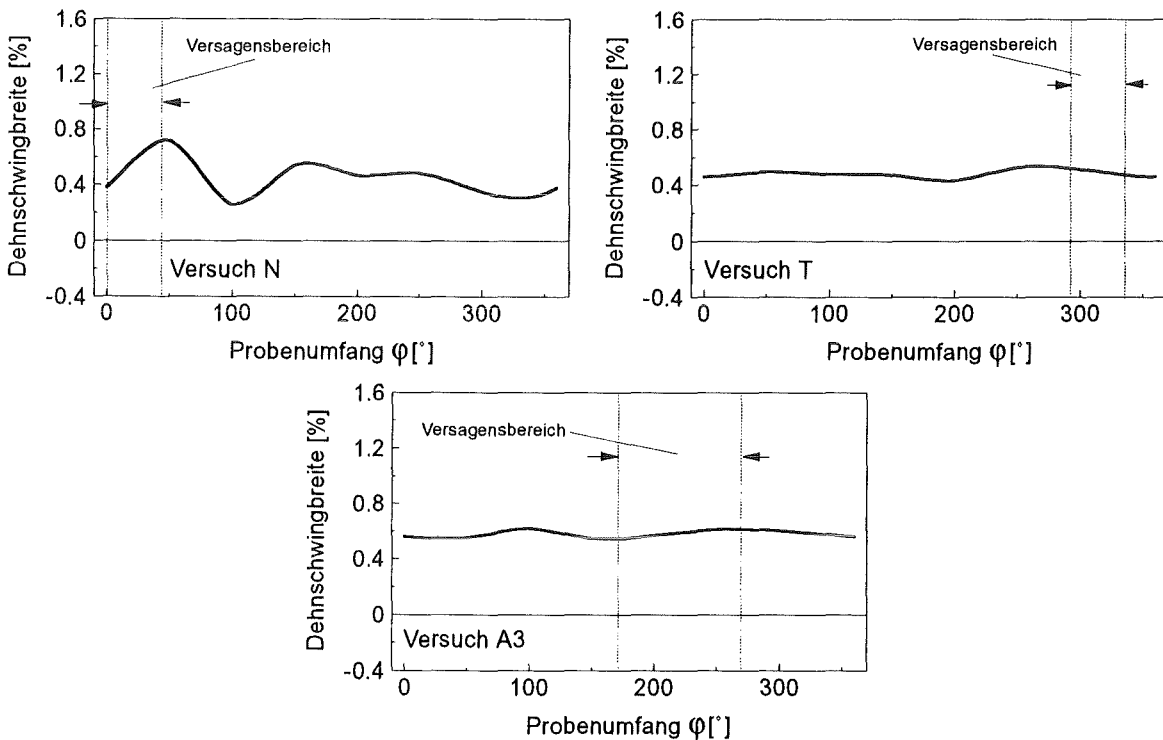 Dehnschwingbreite [%]
1.6
1.2
0.8
0.4
0
-0.4
Versagensbereich
Versuch N
0
100
200
300
Probenumfang φ[°]
Dehnschwingbreite [%]
1.6
1.2
0.8
0.4
0
-0.4
Versagensbereich
Versuch T
0
100
200
300
Probenumfang φ[°]
Dehnschwingbreite [%]
1.6
1.2
0.8
0.4
0
-0.4
Versagensbereich
Versuch A3
0
100
200
300
Probenumfang φ[°]